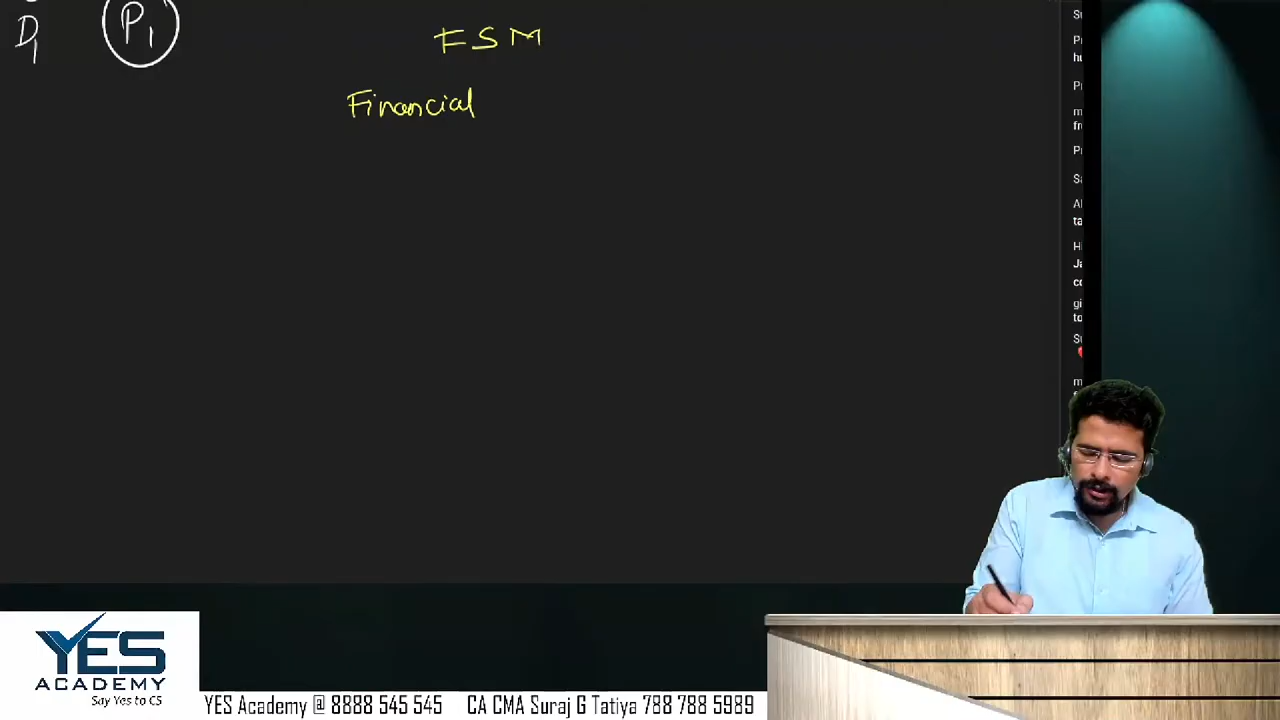 D1 P1
FSM
Financial
YES
ACADEMY
Say Yes to CS
YES Academy @ 8888 545 545 CA CMA Suraj G Tatiya 788 788 5989